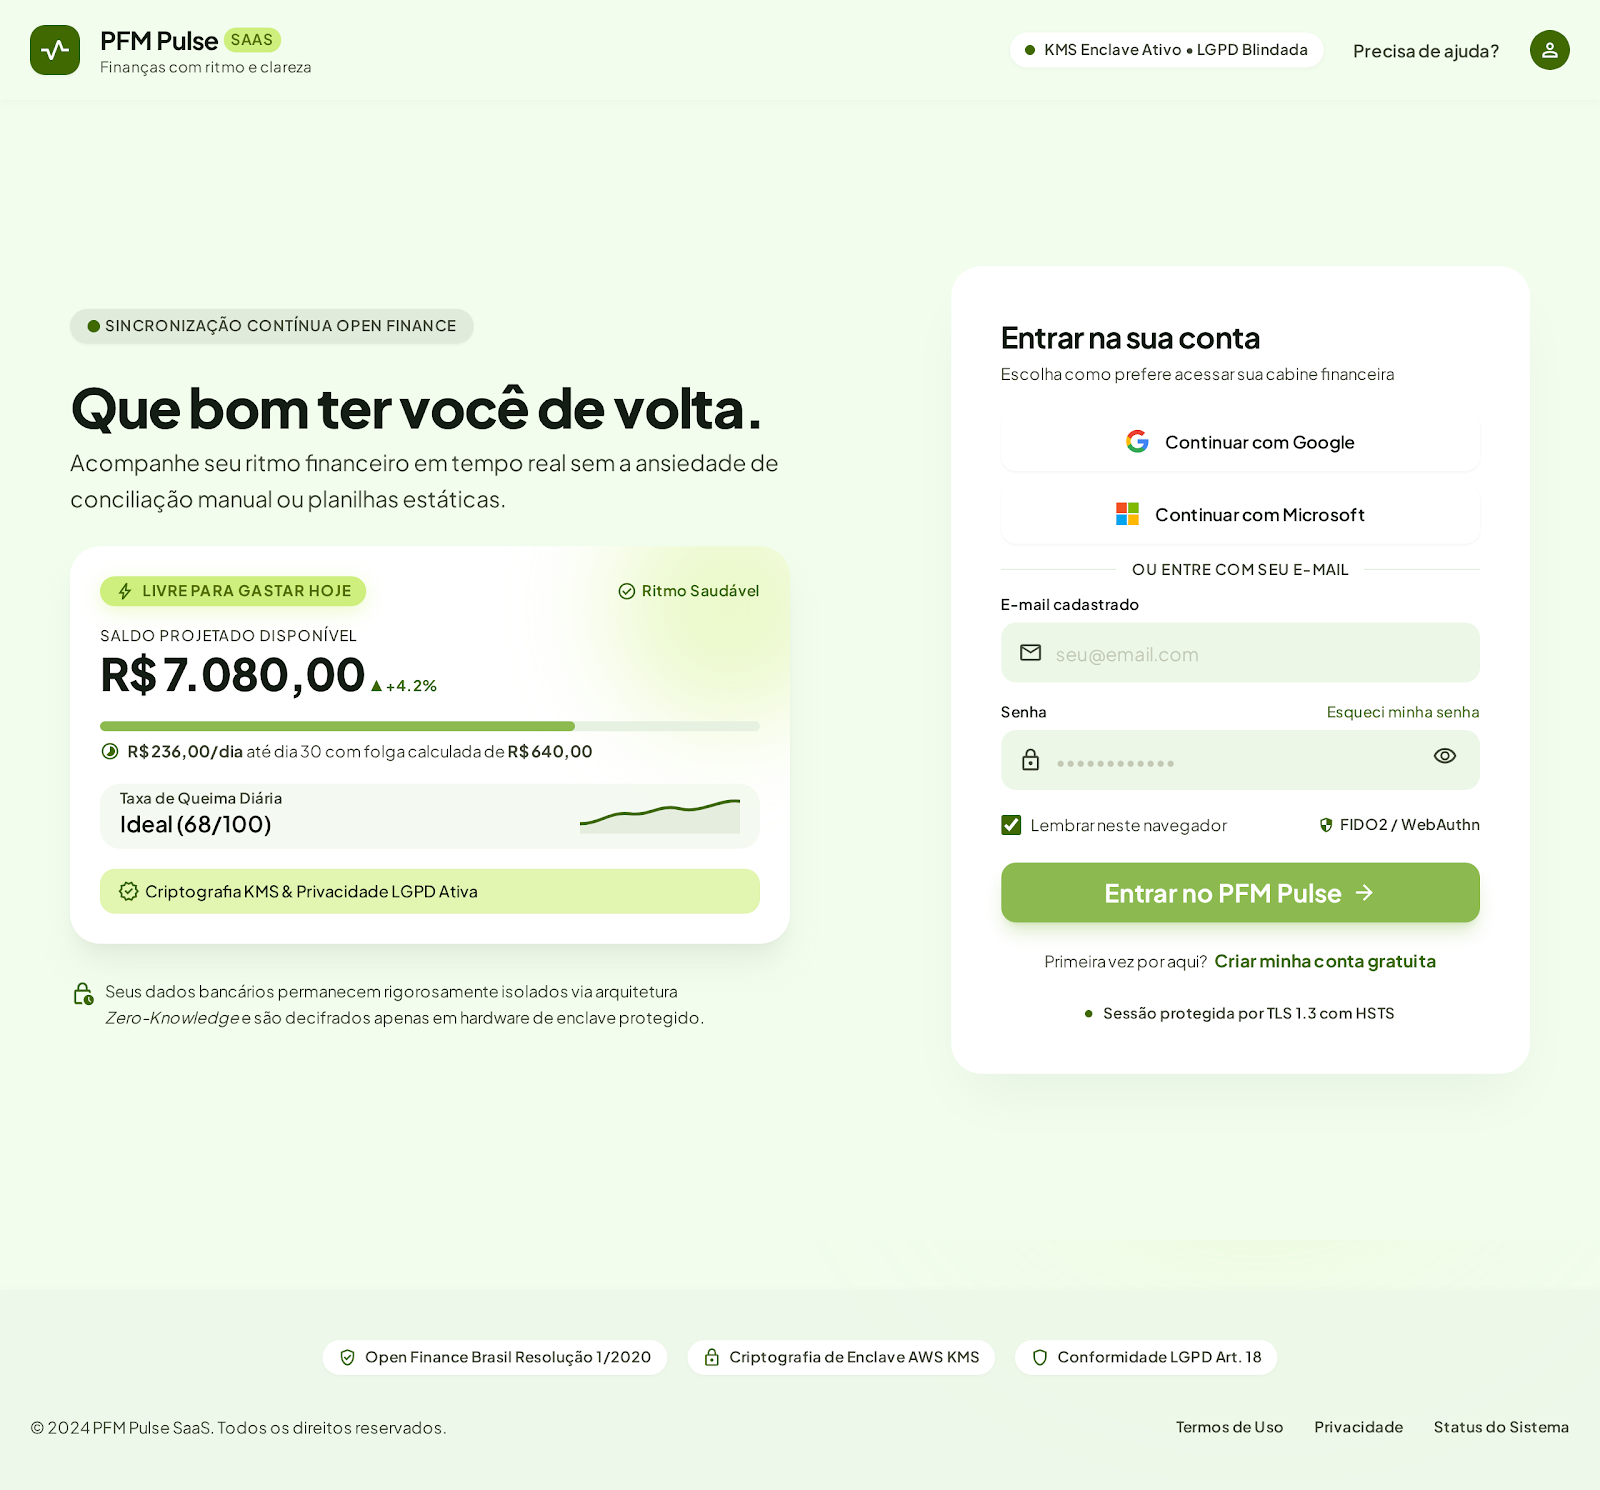 PFM Pulse SAAS
Finanças com ritmo e clareza
KMS Enclave Ativo • LGPD Blindada
Precisa de ajuda?
SINCRONIZAÇÃO CONTÍNUA OPEN FINANCE
Que bom ter você de volta.
Acompanhe seu ritmo financeiro em tempo real sem a ansiedade de
conciliação manual ou planilhas estáticas.
LIVRE PARA GASTAR HOJE
Ritmo Saudável
SALDO PROJETADO DISPONÍVEL
R$ 7.080,00 ▲ +4.2%
R$ 236,00/dia até dia 30 com folga calculada de R$ 640,00
Taxa de Queima Diária
Ideal (68/100)
Criptografia KMS & Privacidade LGPD Ativa
Seus dados bancários permanecem rigorosamente isolados via arquitetura
Zero-Knowledge e são decifrados apenas em hardware de enclave protegido.
Entrar na sua conta
Escolha como prefere acessar sua cabine financeira
Continuar com Google
Continuar com Microsoft
OU ENTRE COM SEU E-MAIL
E-mail cadastrado
seu@email.com
Senha
Esqueci minha senha
••••••••••••
Lembrar neste navegador
FIDO2 / WebAuthn
Entrar no PFM Pulse →
Primeira vez por aqui? Criar minha conta gratuita
Sessão protegida por TLS 1.3 com HSTS
Open Finance Brasil Resolução 1/2020
Criptografia de Enclave AWS KMS
Conformidade LGPD Art. 18
© 2024 PFM Pulse SaaS. Todos os direitos reservados.
Termos de Uso
Privacidade
Status do Sistema